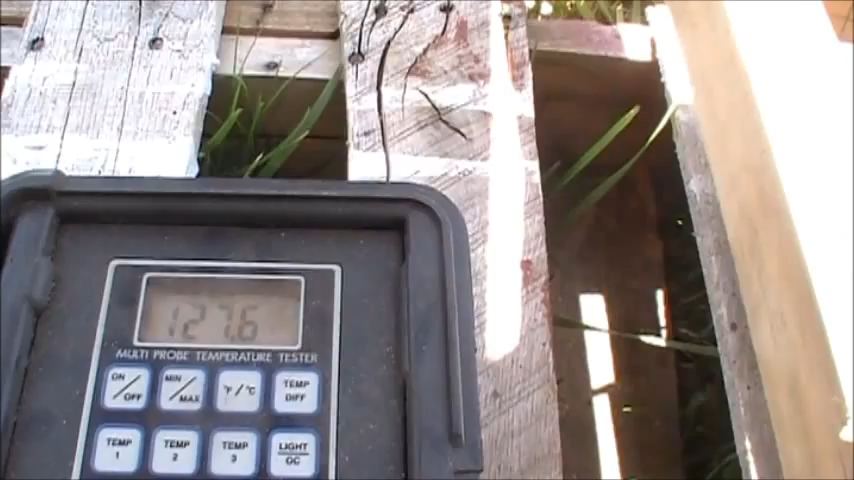 127.6
MULTI PROBE TEMPERATURE TESTER
ON/OFF MIN/MAX °F/°C TEMP DIFF
TEMP 1 TEMP 2 TEMP 3 LIGHT OC